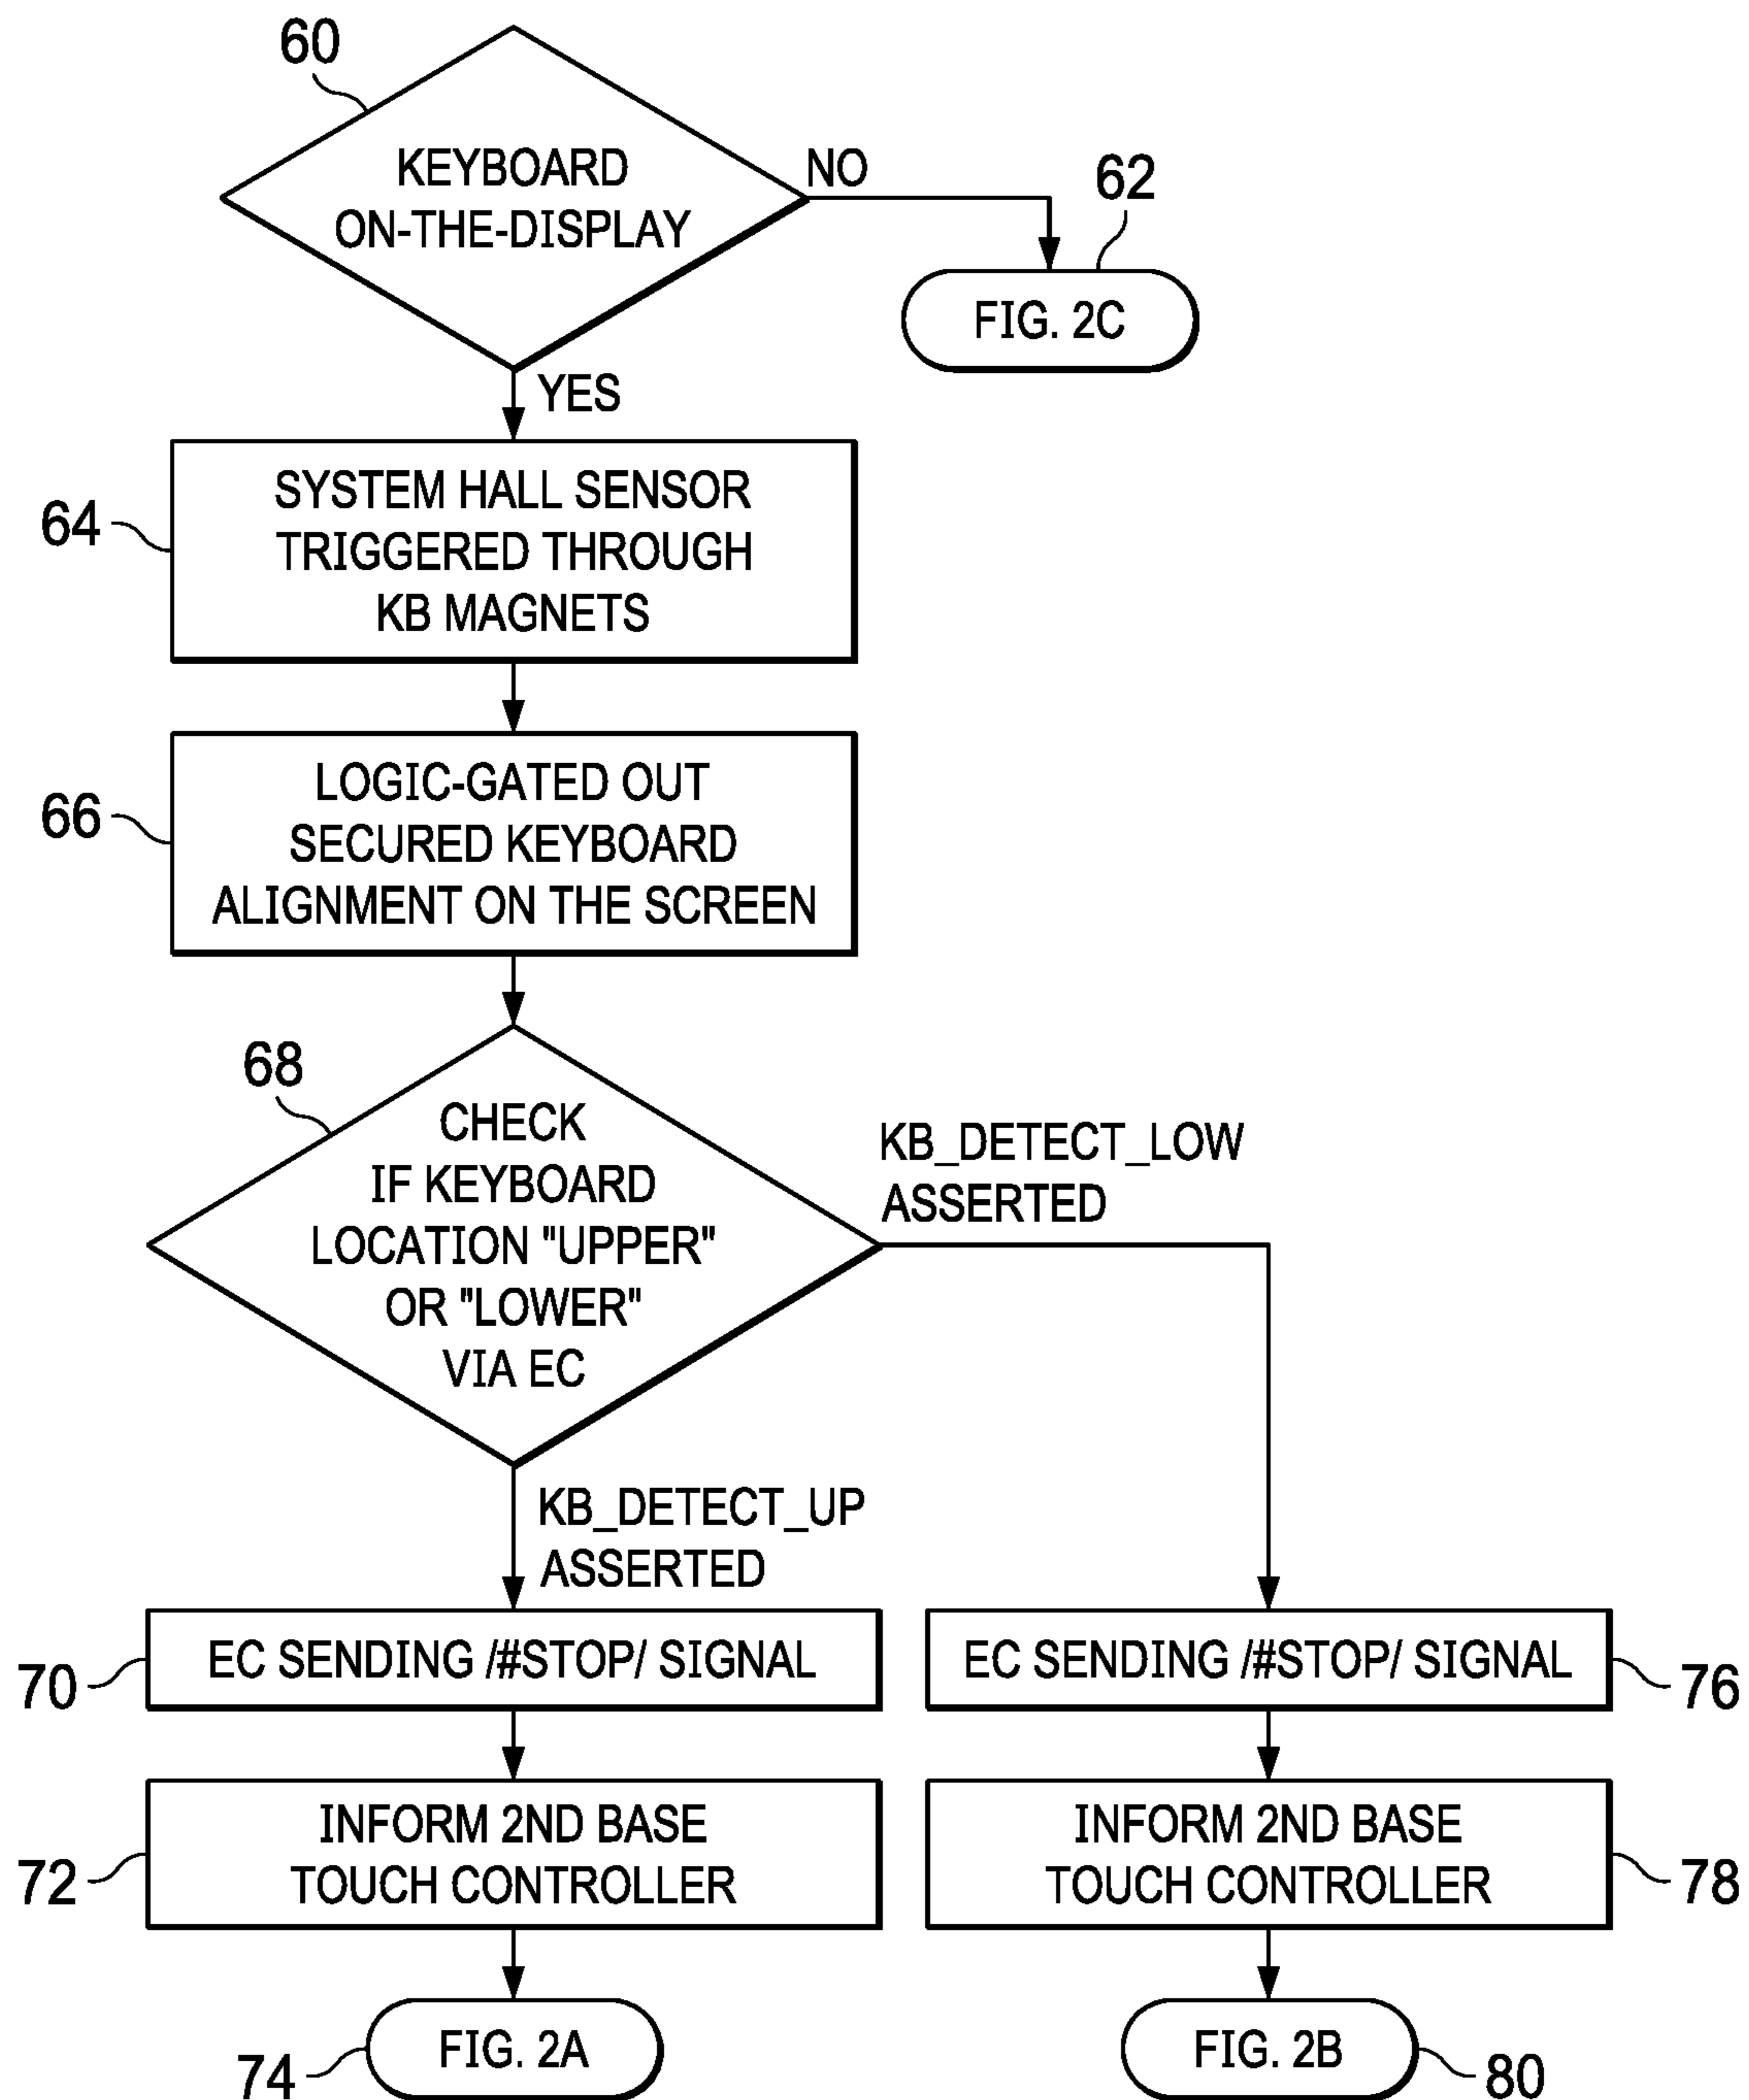 60
KEYBOARD
ON-THE-DISPLAY
NO
62
FIG. 2C
YES
64
SYSTEM HALL SENSOR
TRIGGERED THROUGH
KB MAGNETS
66
LOGIC-GATED OUT
SECURED KEYBOARD
ALIGNMENT ON THE SCREEN
68
CHECK
IF KEYBOARD
LOCATION "UPPER"
OR "LOWER"
VIA EC
KB_DETECT_LOW
ASSERTED
KB_DETECT_UP
ASSERTED
70
EC SENDING /#STOP/ SIGNAL
EC SENDING /#STOP/ SIGNAL
76
72
INFORM 2ND BASE
TOUCH CONTROLLER
INFORM 2ND BASE
TOUCH CONTROLLER
78
74
FIG. 2A
FIG. 2B
80